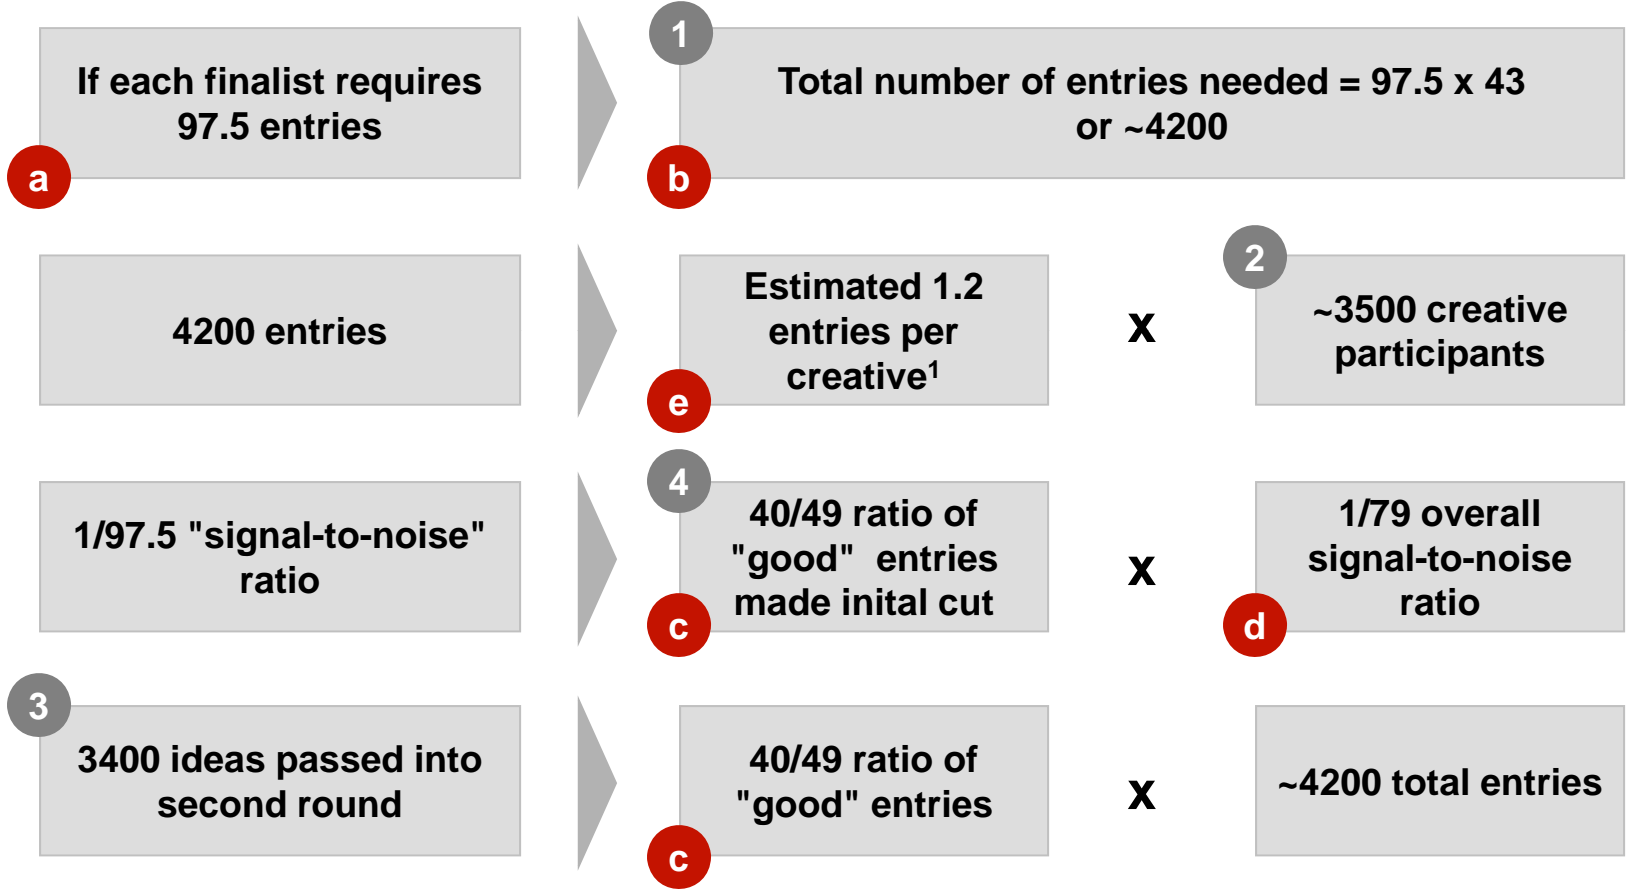 1
If each finalist requires
97.5 entries
a
Total number of entries needed = 97.5 x 43
or ~4200
b
4200 entries
Estimated 1.2
entries per
creative¹
e
x
2
~3500 creative
participants
1/97.5 "signal-to-noise"
ratio
4
40/49 ratio of
"good" entries
made inital cut
c
x
1/79 overall
signal-to-noise
ratio
d
3
3400 ideas passed into
second round
40/49 ratio of
"good" entries
c
x
~4200 total entries